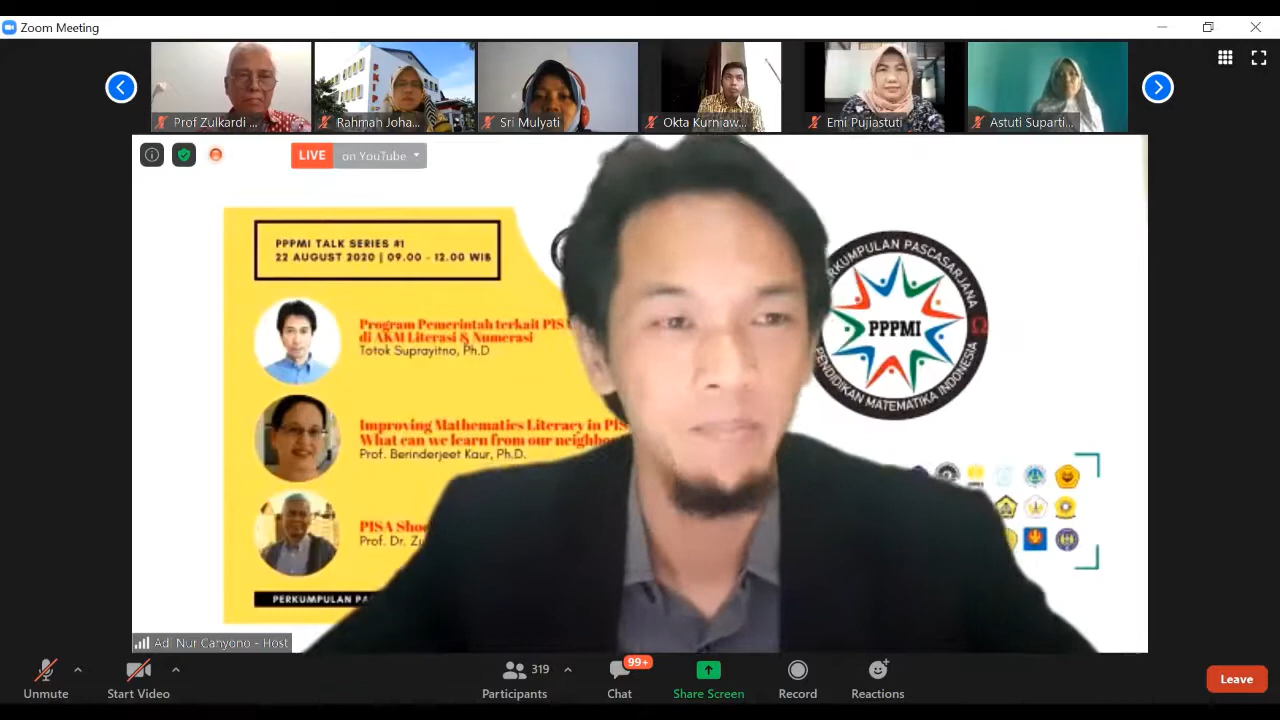 Zoom Meeting
Prof Zulkardi ...
Rahmah Joha...
Sri Mulyati
Okta Kurniaw...
Emi Pujiastuti
Astuti Suparti...
LIVE on YouTube
PPPMI TALK SERIES #1
22 AUGUST 2020 | 09.00 - 12.00 WIB
Program Pemerintah terkait PIS
di AKM Literasi & Numerasi
Totok Suprayitno, Ph.D
Improving Mathematics Literacy in PIS
What can we learn from our neighbo
Prof. Berinderjeet Kaur, Ph.D.
PISA Sho
Prof. Dr. Zu
PERKUMPULAN PA
PERKUMPULAN PASCASARJANA
PPPMI
PENDIDIKAN MATEMATIKA INDONESIA
Adi Nur Cahyono - Host
Unmute
Start Video
Participants
319
Chat
99+
Share Screen
Record
Reactions
Leave